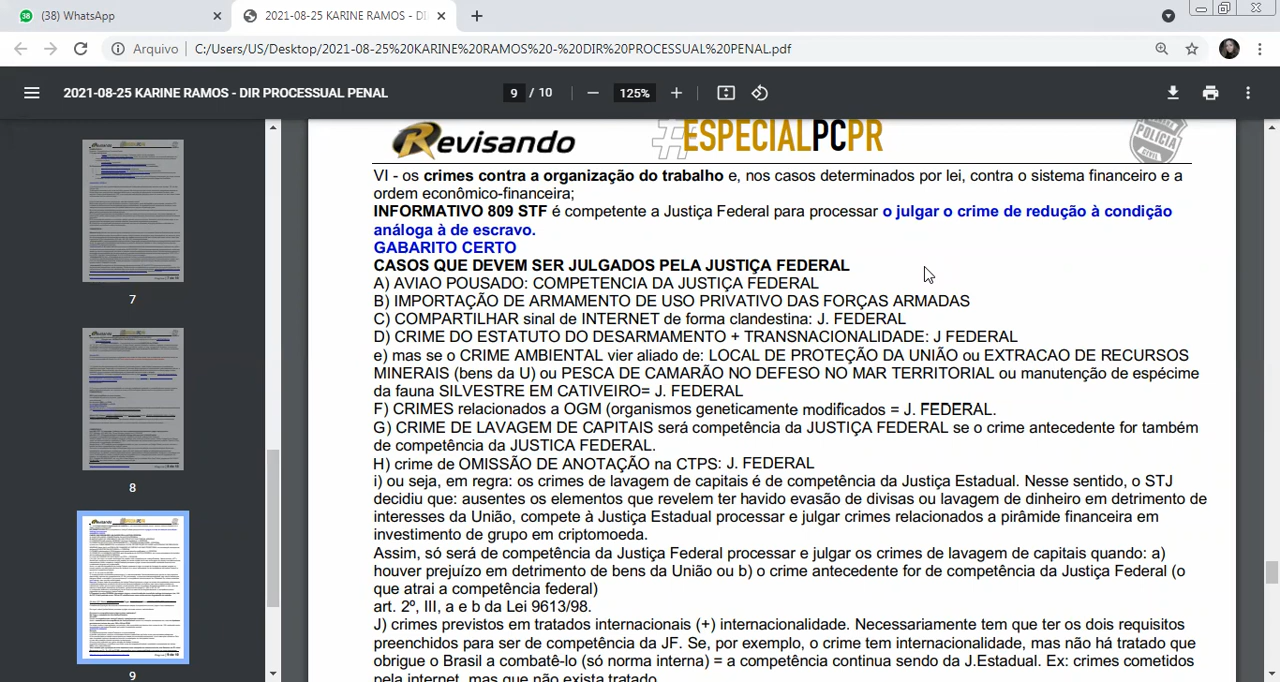 (38) WhatsApp
2021-08-25 KARINE RAMOS - DI
Arquivo
C:/Users/US/Desktop/2021-08-25%20KARINE%20RAMOS%20-%20DIR%20PROCESSUAL%20PENAL.pdf
2021-08-25 KARINE RAMOS - DIR PROCESSUAL PENAL
9 / 10
125%
Revisando
#ESPECIALPCPR
VI - os crimes contra a organização do trabalho e, nos casos determinados por lei, contra o sistema financeiro e a
ordem econômico-financeira;
INFORMATIVO 809 STF é competente a Justiça Federal para processar o julgar o crime de redução à condição
análoga à de escravo.
GABARITO CERTO
CASOS QUE DEVEM SER JULGADOS PELA JUSTIÇA FEDERAL
A) AVIAO POUSADO: COMPETENCIA DA JUSTIÇA FEDERAL
B) IMPORTAÇÃO DE ARMAMENTO DE USO PRIVATIVO DAS FORÇAS ARMADAS
C) COMPARTILHAR sinal de INTERNET de forma clandestina: J. FEDERAL
D) CRIME DO ESTATUTO DO DESARMAMENTO + TRANSNACIONALIDADE: J FEDERAL
e) mas se o CRIME AMBIENTAL vier aliado de: LOCAL DE PROTEÇÃO DA UNIÃO ou EXTRACAO DE RECURSOS
MINERAIS (bens da U) ou PESCA DE CAMARÃO NO DEFESO NO MAR TERRITORIAL ou manutenção de espécime
da fauna SILVESTRE EM CATIVEIRO= J. FEDERAL
F) CRIMES relacionados a OGM (organismos geneticamente modificados = J. FEDERAL.
G) CRIME DE LAVAGEM DE CAPITAIS será competência da JUSTIÇA FEDERAL se o crime antecedente for também
de competência da JUSTICA FEDERAL.
H) crime de OMISSÃO DE ANOTAÇÃO na CTPS: J. FEDERAL
i) ou seja, em regra: os crimes de lavagem de capitais é de competência da Justiça Estadual. Nesse sentido, o STJ
decidiu que: ausentes os elementos que revelem ter havido evasão de divisas ou lavagem de dinheiro em detrimento de
interesses da União, compete à Justiça Estadual processar e julgar crimes relacionados a pirâmide financeira em
investimento de grupo em criptomoeda.
Assim, só será de competência da Justiça Federal processar e julgar os crimes de lavagem de capitais quando: a)
houver prejuízo em detrimento de bens da União ou b) o crime antecedente for de competência da Justiça Federal (o
que atrai a competência federal)
art. 2º, III, a e b da Lei 9613/98.
Crimes previstos em tratados internacionais (+) internacionalidade. Necessariamente tem que ter os dois requisitos
para ser de competência da JF. Se, por exemplo, for crime com internacionalidade, mas não há tratado que
obrigue o Brasil a combatê-lo (só norma interna) = a competência continua sendo da J.Estadual. Ex: crimes cometidos
pela internet, mas que não exista tratado.
7
8
9